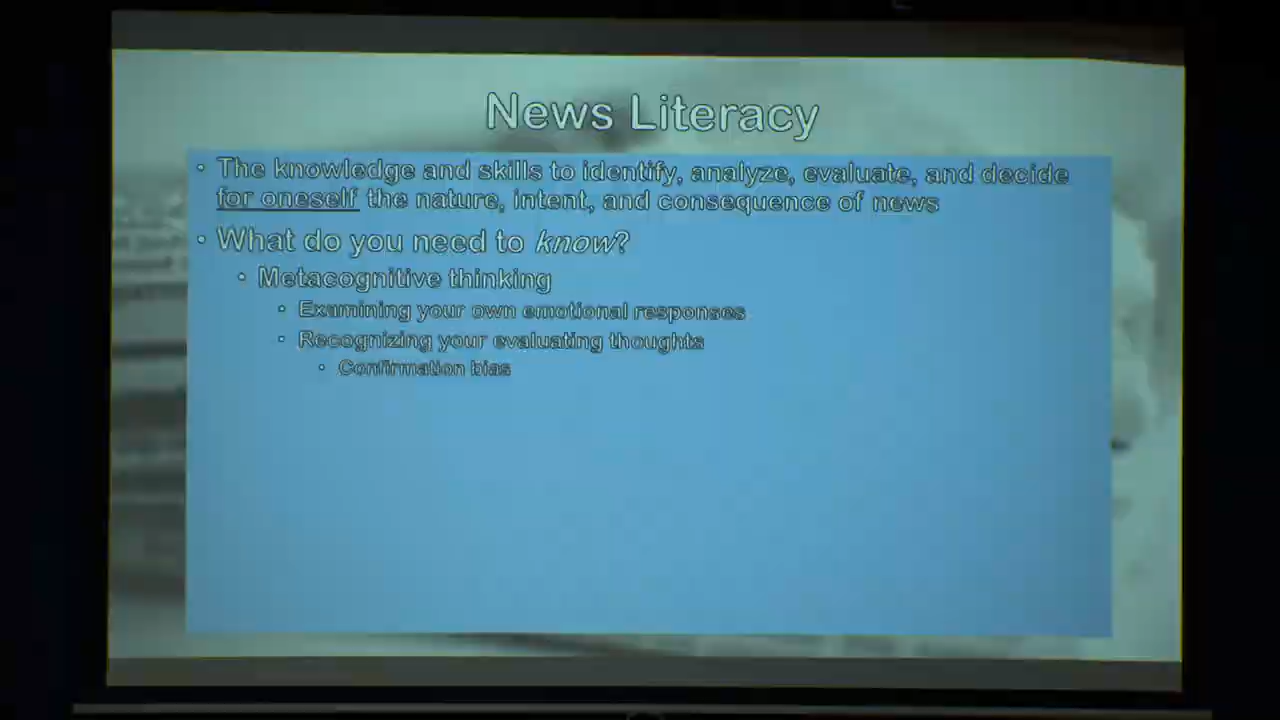 News Literacy
• The knowledge and skills to identify, analyze, evaluate, and decide
for oneself the nature, intent, and consequence of news
• What do you need to know?
• Metacognitive thinking
• Examining your own emotional responses
• Recognizing your evaluating thoughts
• Confirmation bias